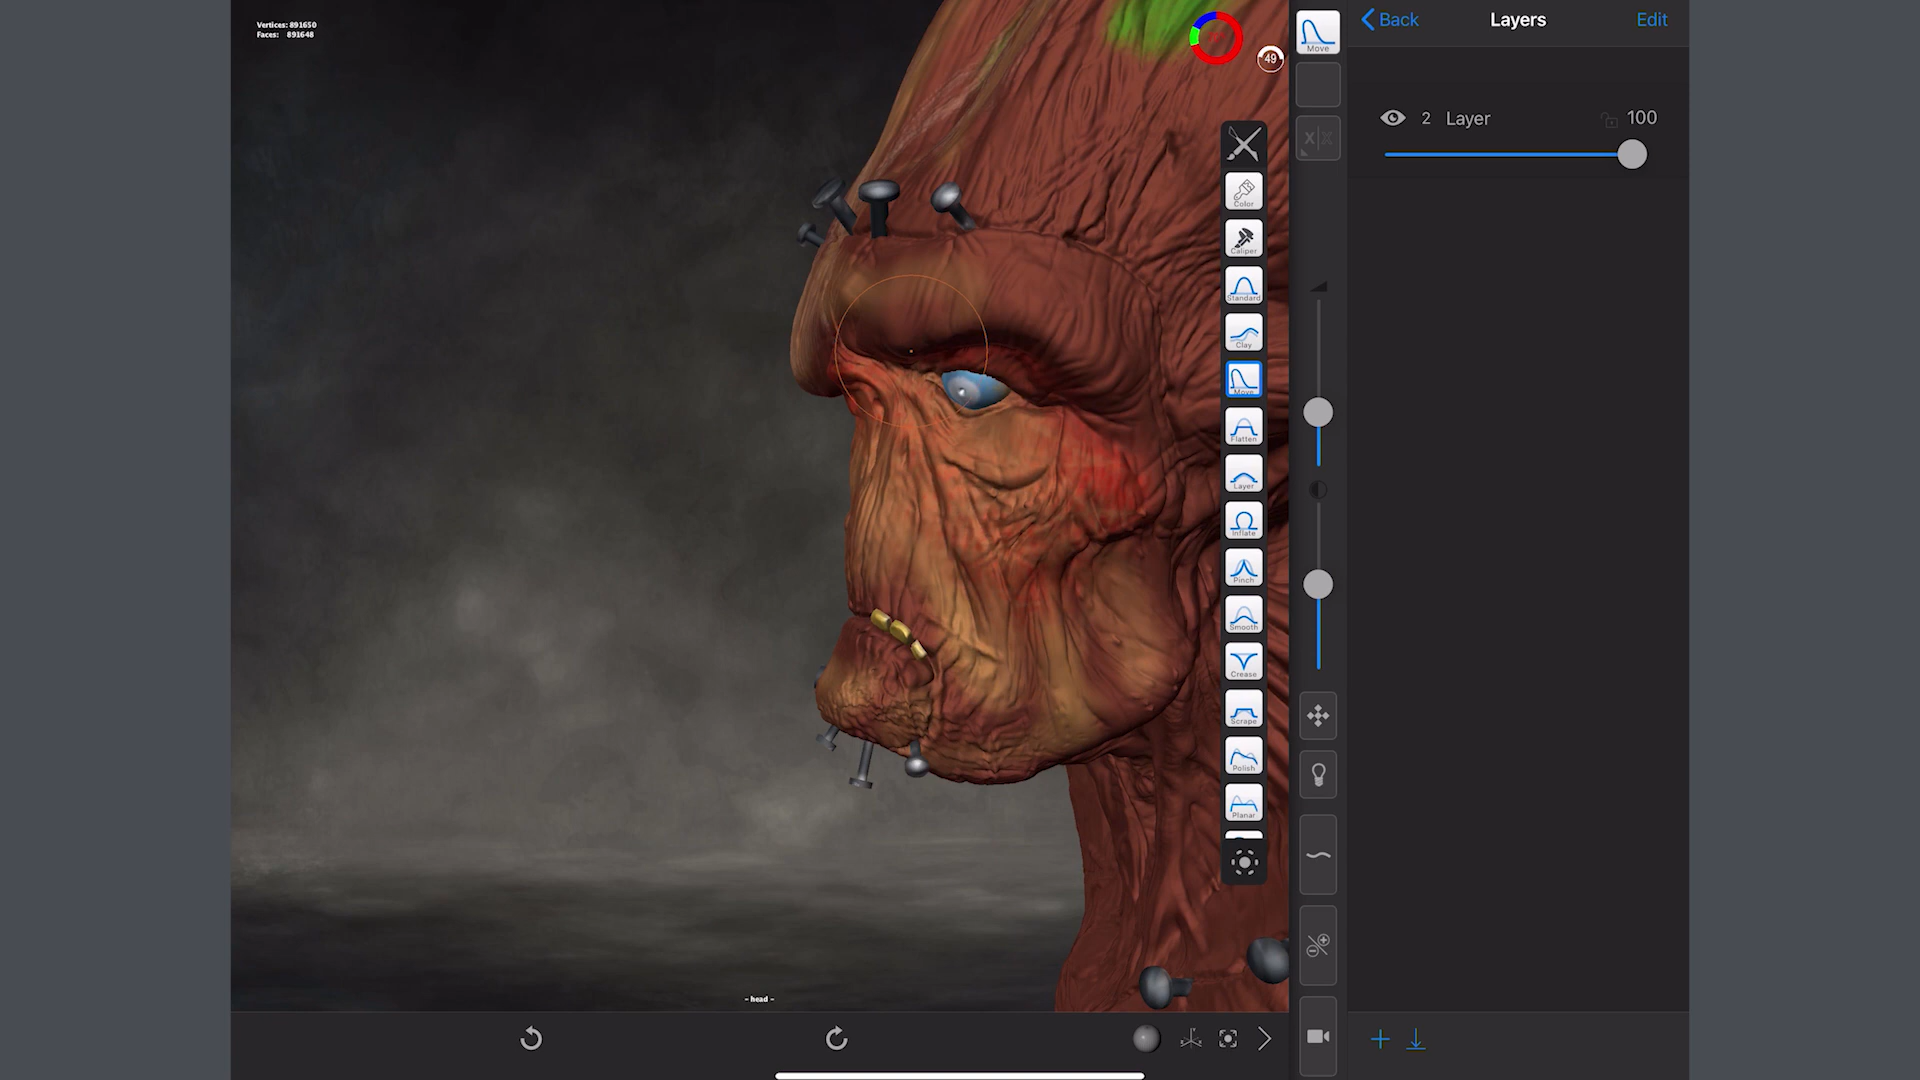 Vertices: 891650
Faces: 891648
49
Move
Back
Layers
Edit
2 Layer 100
Color
Caliper
Standard
Clay
Move
Flatten
Layer
Inflate
Pinch
Smooth
Crease
Scrape
Polish
Planar
- head -